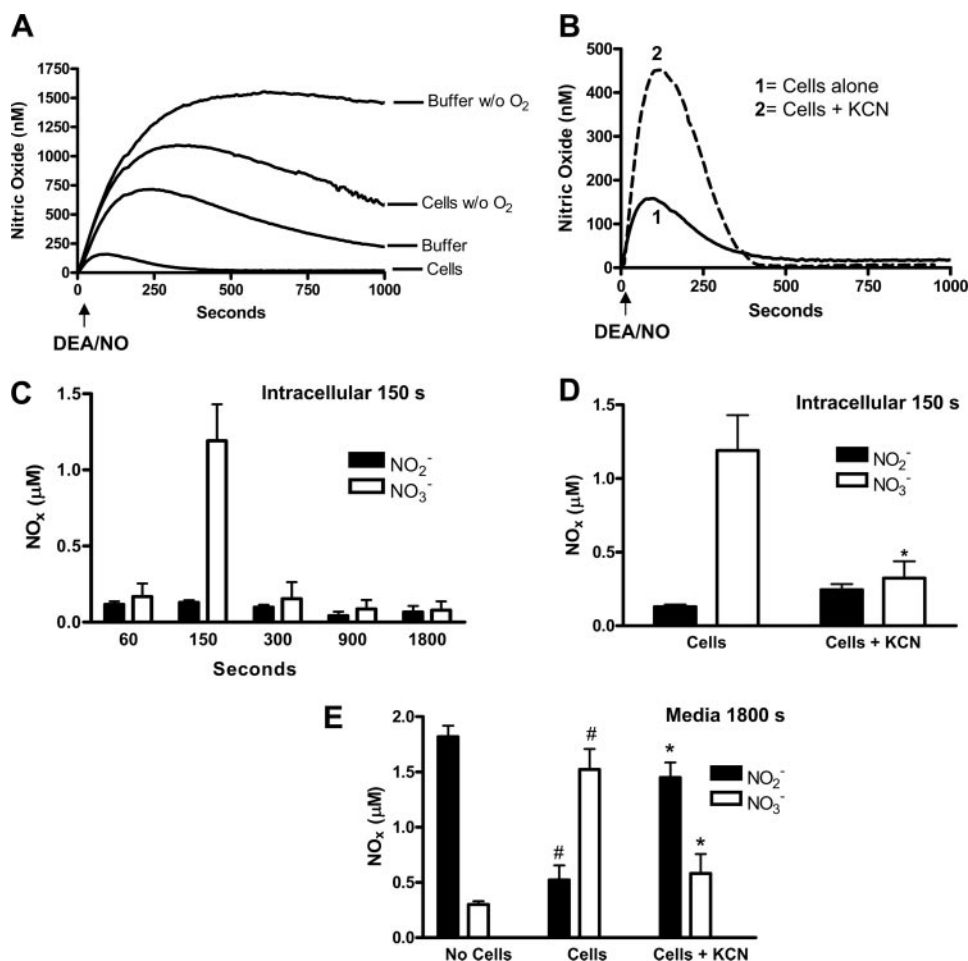 A
Nitric Oxide (nM)
1750
1500
1250
1000
750
500
250
0
0 250 500 750 1000
Seconds
DEA/NO
Buffer w/o O₂
Cells w/o O₂
Buffer
Cells
B
Nitric Oxide (nM)
500
400
300
200
100
0
0 250 500 750 1000
Seconds
DEA/NO
2
1
1= Cells alone
2= Cells + KCN
C
Intracellular 150 s
NO₂⁻
NO₃⁻
NOₓ (µM)
1.5
1.0
0.5
0.0
60 150 300 900 1800
Seconds
D
Intracellular 150 s
NO₂⁻
NO₃⁻
NOₓ (µM)
1.5
1.0
0.5
0.0
*
Cells Cells + KCN
E
Media 1800 s
NO₂⁻
NO₃⁻
NOₓ (µM)
2.0
1.5
1.0
0.5
0.0
# # * *
No Cells Cells Cells + KCN